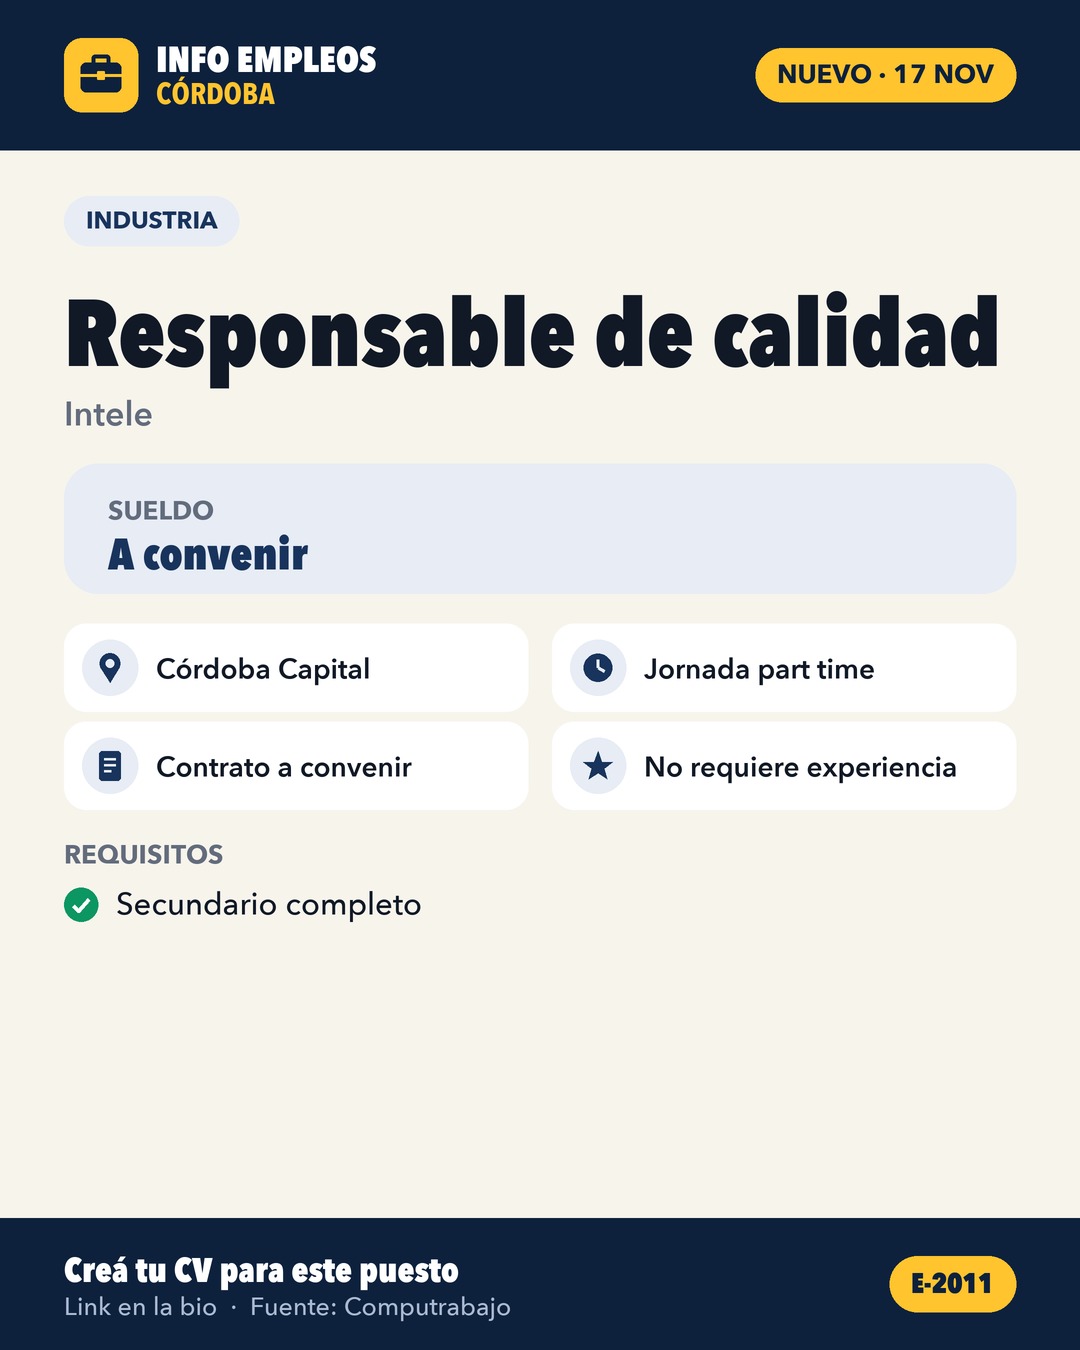 INFO EMPLEOS
CÓRDOBA
NUEVO · 17 NOV
INDUSTRIA
Responsable de calidad
Intele
SUELDO
A convenir
Córdoba Capital
Jornada part time
Contrato a convenir
No requiere experiencia
REQUISITOS
Secundario completo
Creá tu CV para este puesto
Link en la bio · Fuente: Computrabajo
E-2011